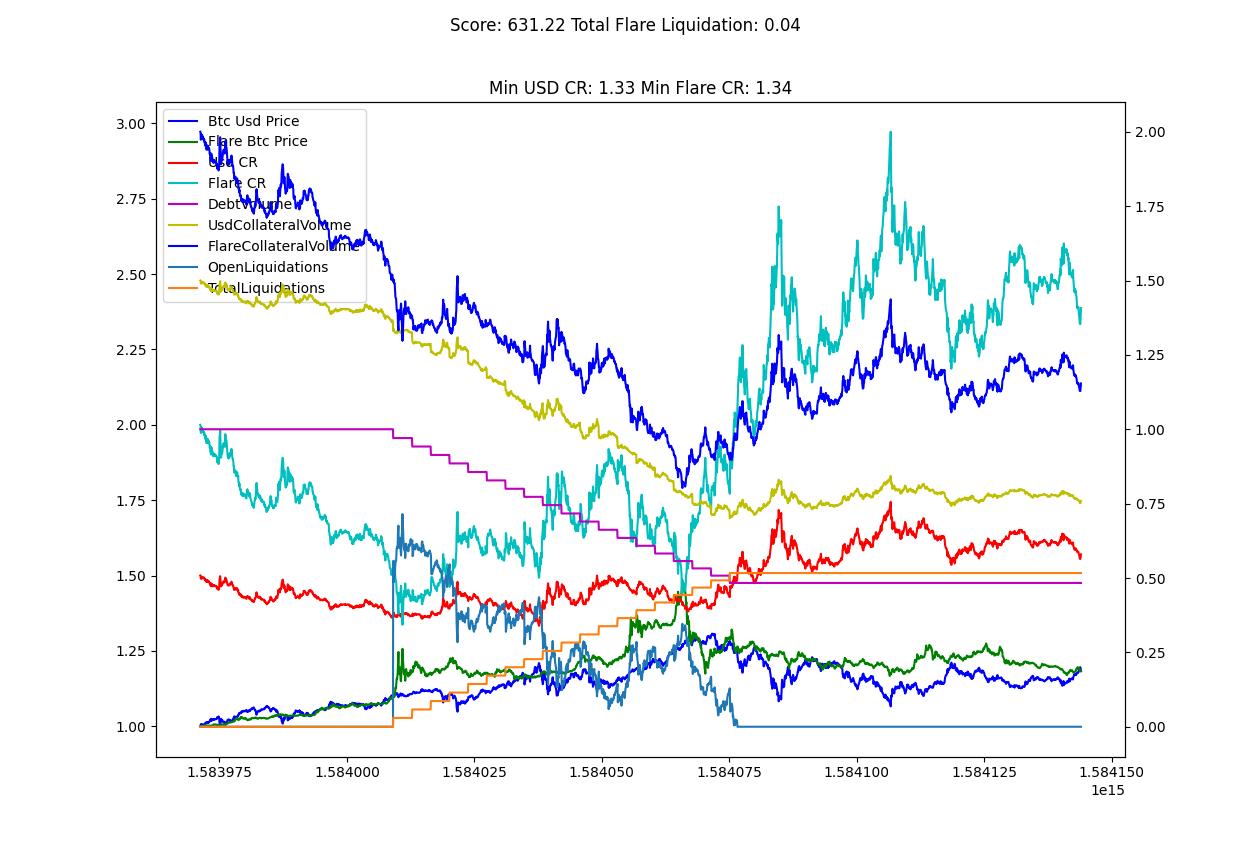 Score: 631.22 Total Flare Liquidation: 0.04
Min USD CR: 1.33 Min Flare CR: 1.34
Btc Usd Price
Flare Btc Price
Usd CR
Flare CR
DebtVolume
UsdCollateralVolume
FlareCollateralVolume
OpenLiquidations
TotalLiquidations
3.00
2.75
2.50
2.25
2.00
1.75
1.50
1.25
1.00
2.00
1.75
1.50
1.25
1.00
0.75
0.50
0.25
0.00
1.583975 1.584000 1.584025 1.584050 1.584075 1.584100 1.584125 1.584150
1e15